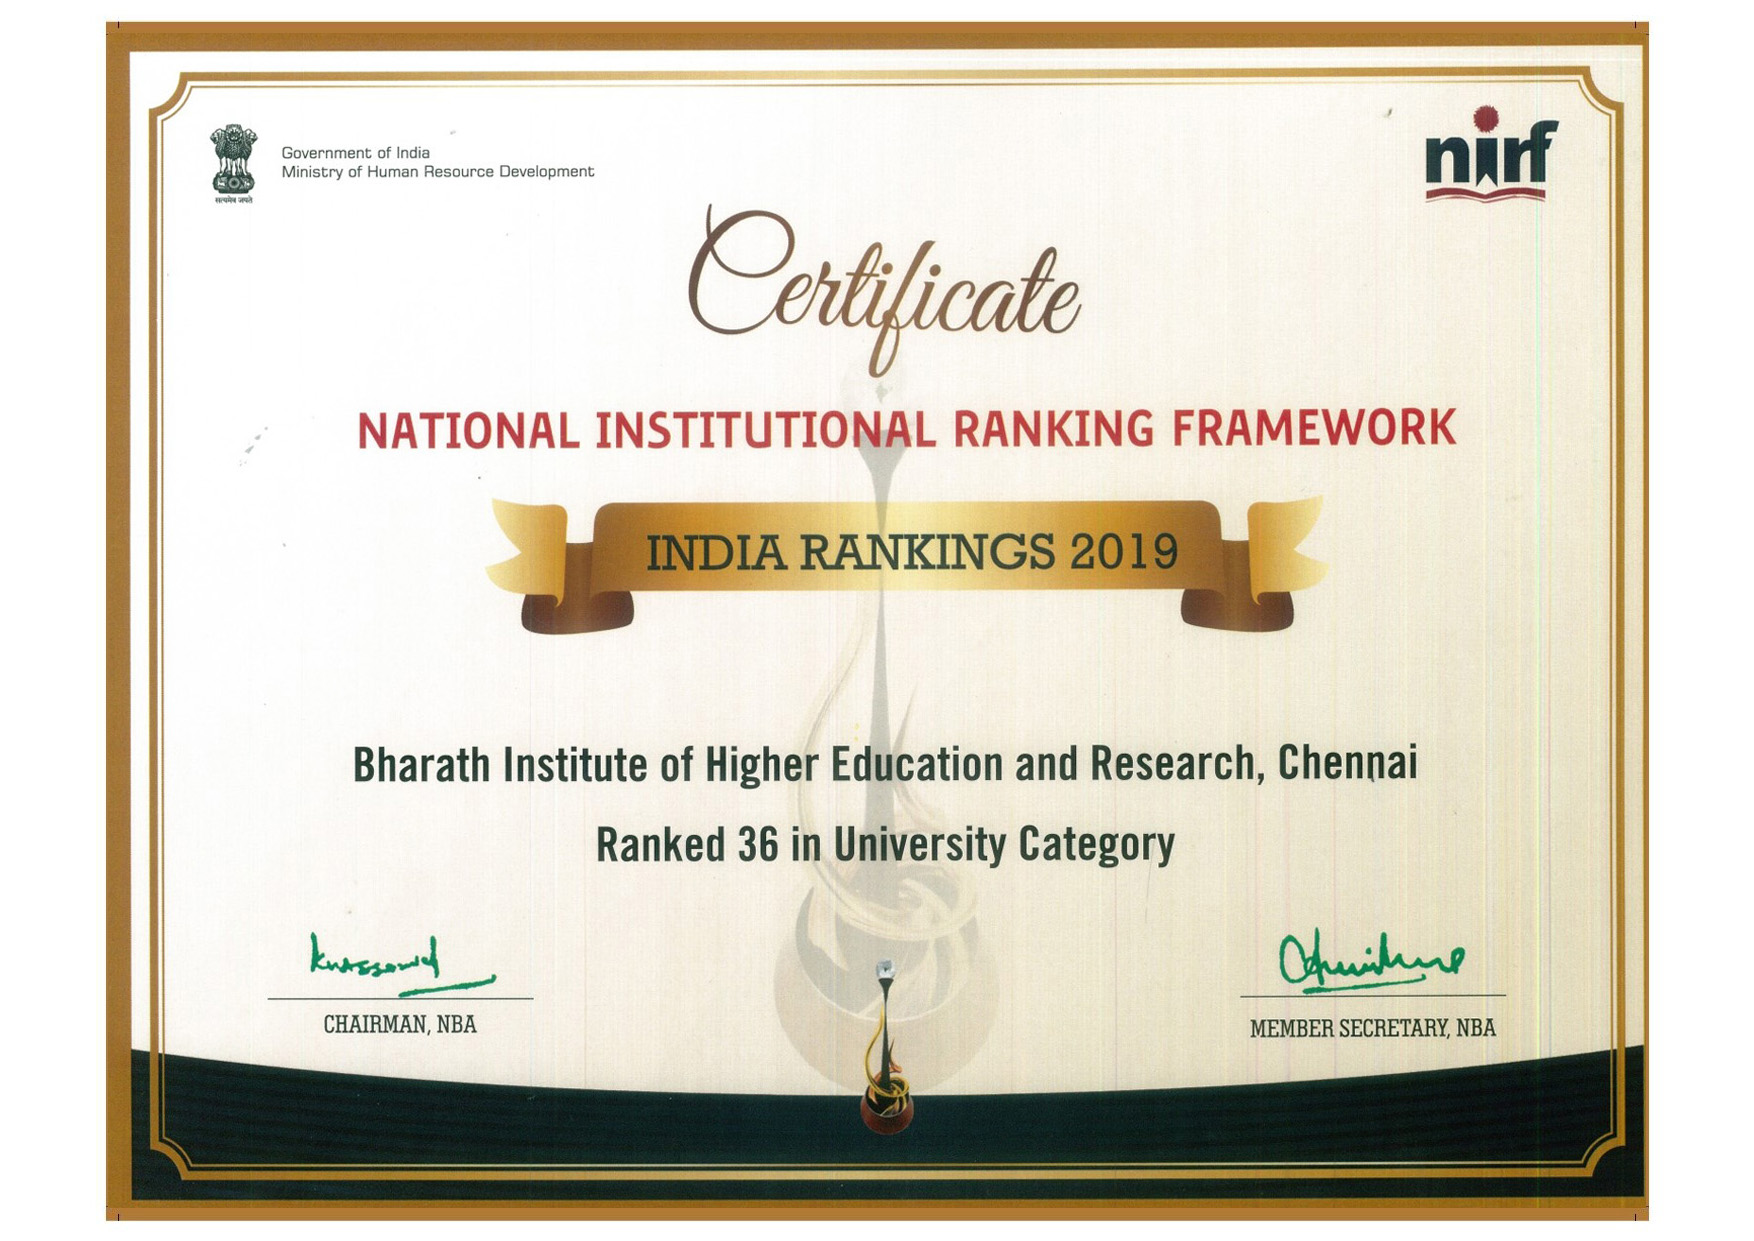 सत्यमेव जयते
Government of India
Ministry of Human Resource Development
nirf
Certificate
NATIONAL INSTITUTIONAL RANKING FRAMEWORK
INDIA RANKINGS 2019
Bharath Institute of Higher Education and Research, Chennai
Ranked 36 in University Category
CHAIRMAN, NBA
MEMBER SECRETARY, NBA